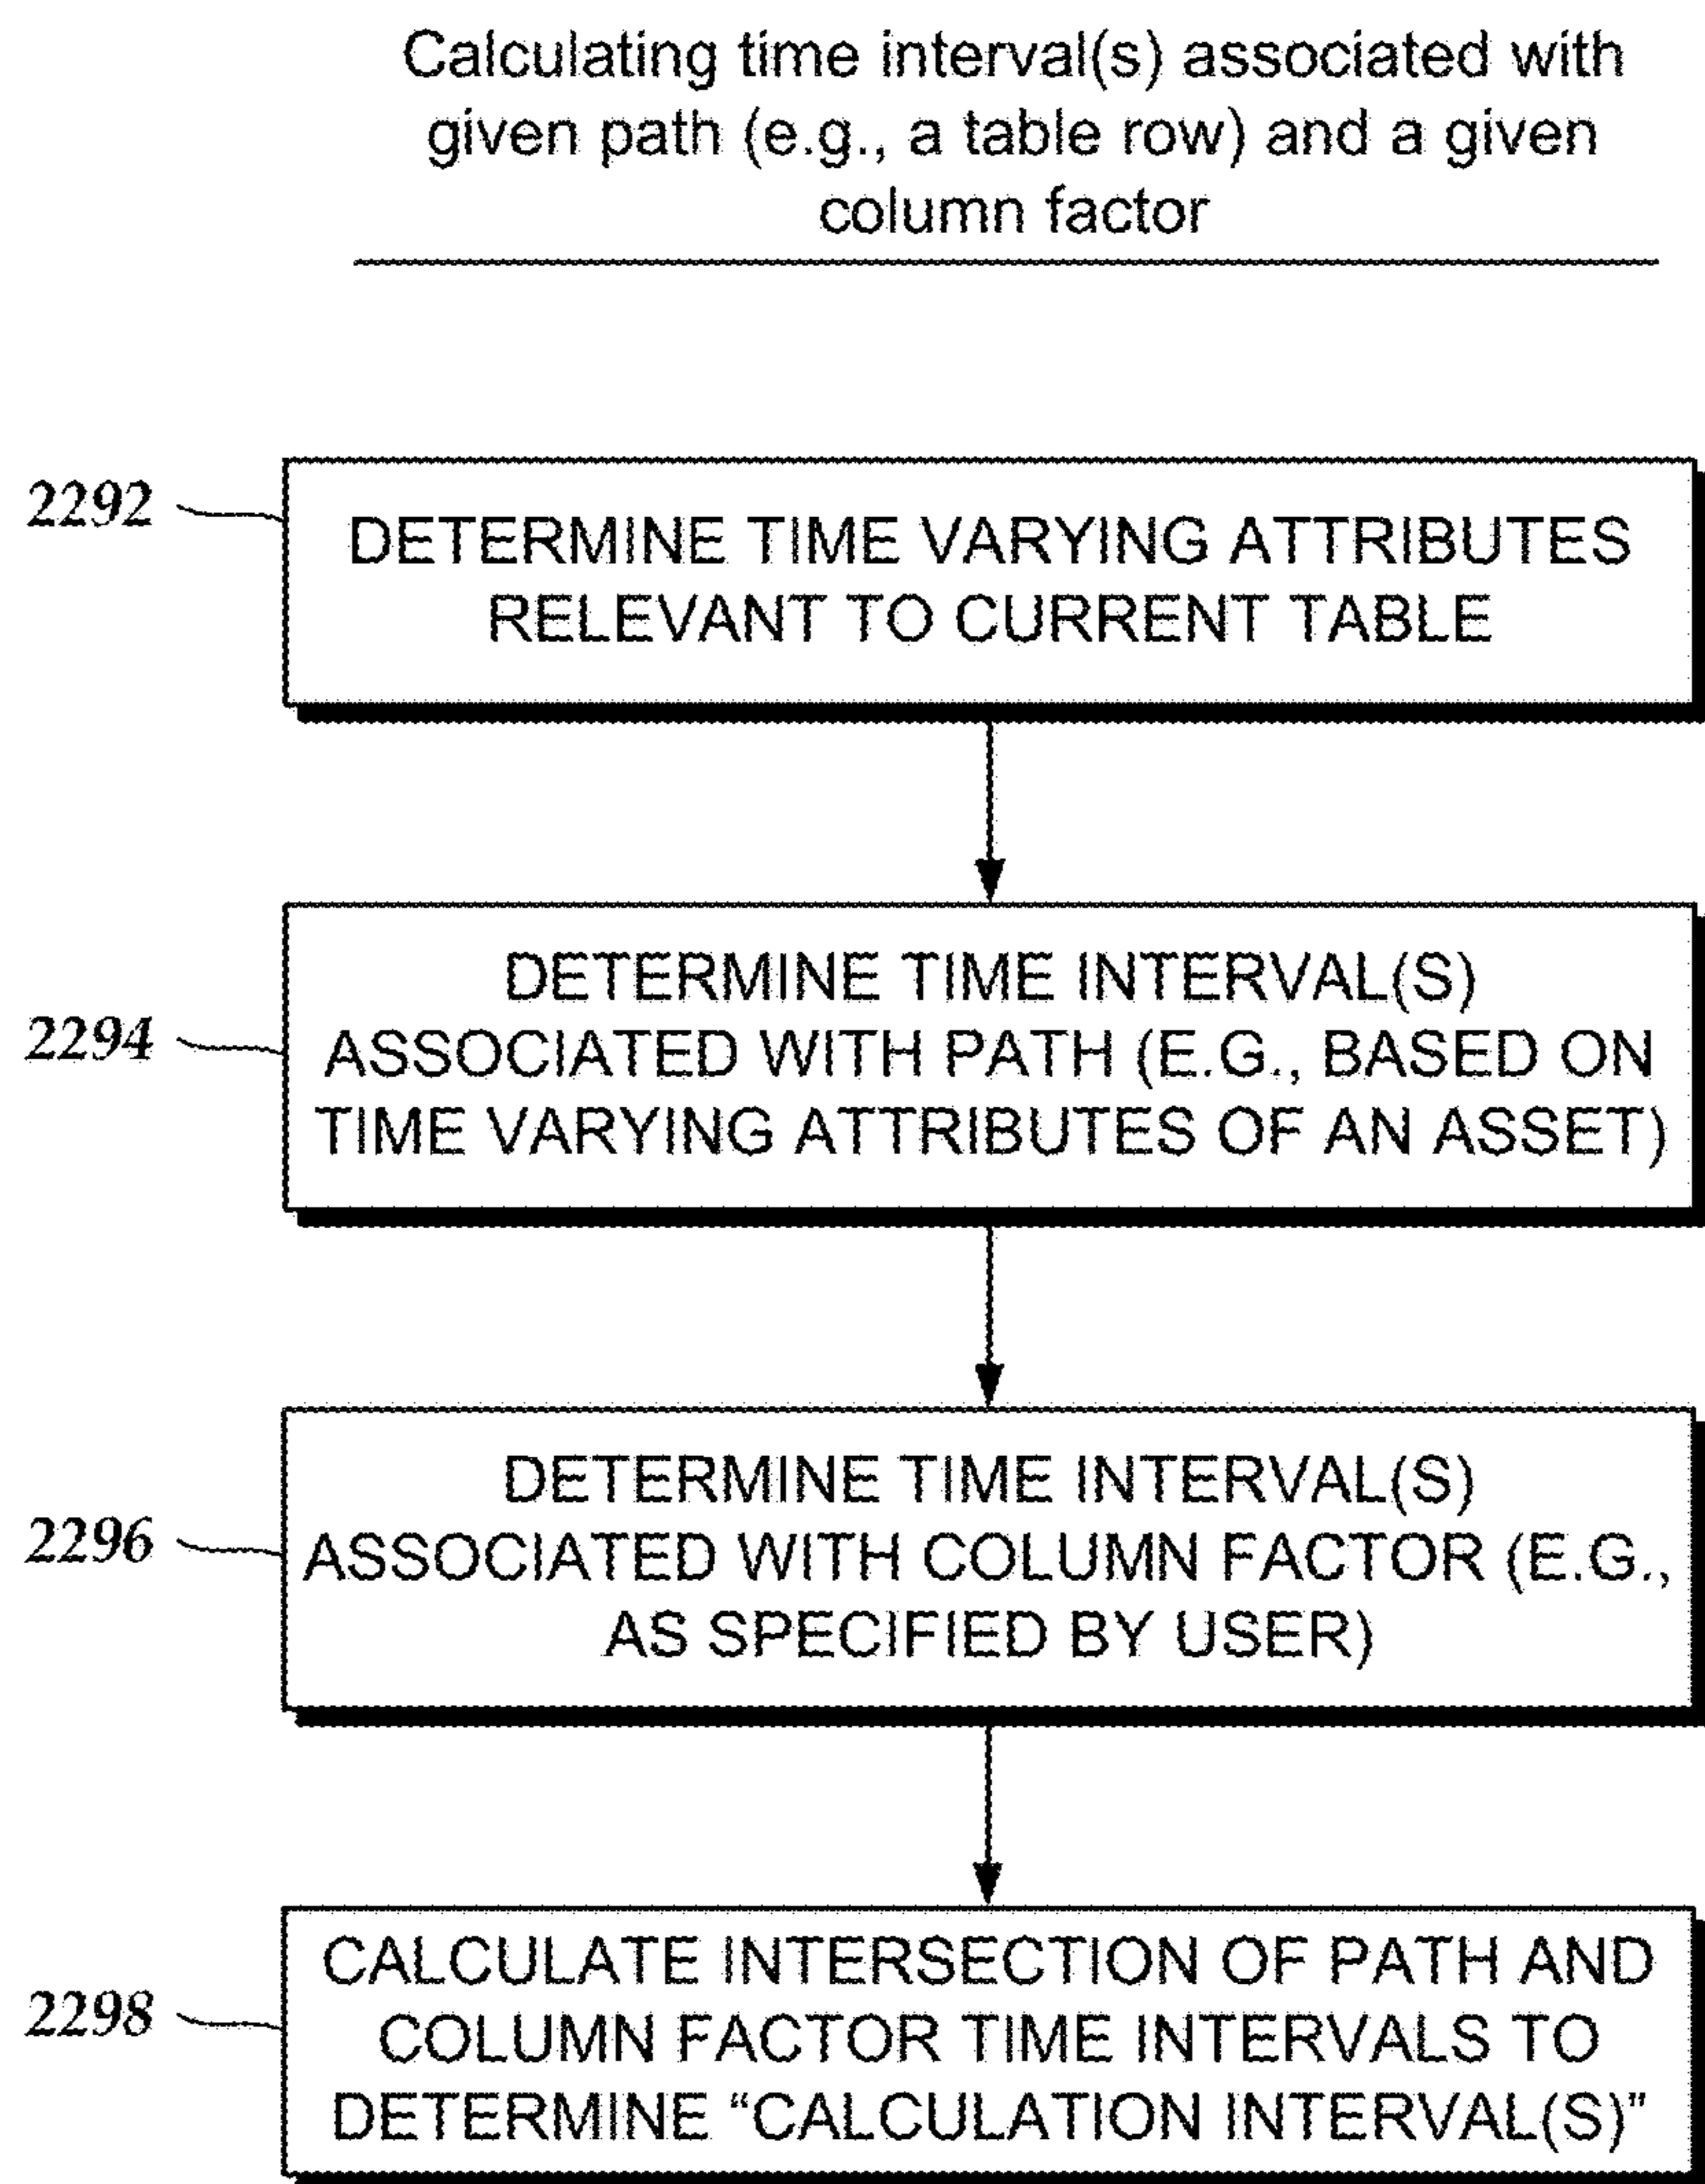 Calculating time interval(s) associated with
given path (e.g., a table row) and a given
column factor
2292
DETERMINE TIME VARYING ATTRIBUTES
RELEVANT TO CURRENT TABLE
2294
DETERMINE TIME INTERVAL(S)
ASSOCIATED WITH PATH (E.G., BASED ON
TIME VARYING ATTRIBUTES OF AN ASSET)
2296
DETERMINE TIME INTERVAL(S)
ASSOCIATED WITH COLUMN FACTOR (E.G.,
AS SPECIFIED BY USER)
2298
CALCULATE INTERSECTION OF PATH AND
COLUMN FACTOR TIME INTERVALS TO
DETERMINE “CALCULATION INTERVAL(S)”